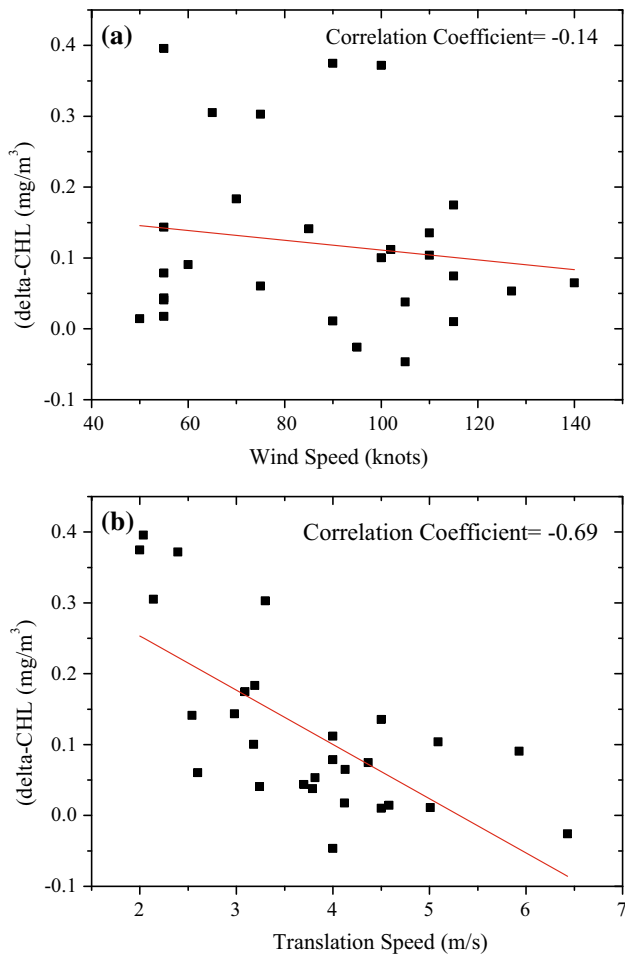 (a)
Correlation Coefficient= -0.14
0.4
0.3
0.2
0.1
0.0
-0.1
(delta-CHL (mg/m³)
40 60 80 100 120 140
Wind Speed (knots)
(b)
Correlation Coefficient= -0.69
0.4
0.3
0.2
0.1
0.0
-0.1
(delta-CHL (mg/m³)
2 3 4 5 6 7
Translation Speed (m/s)